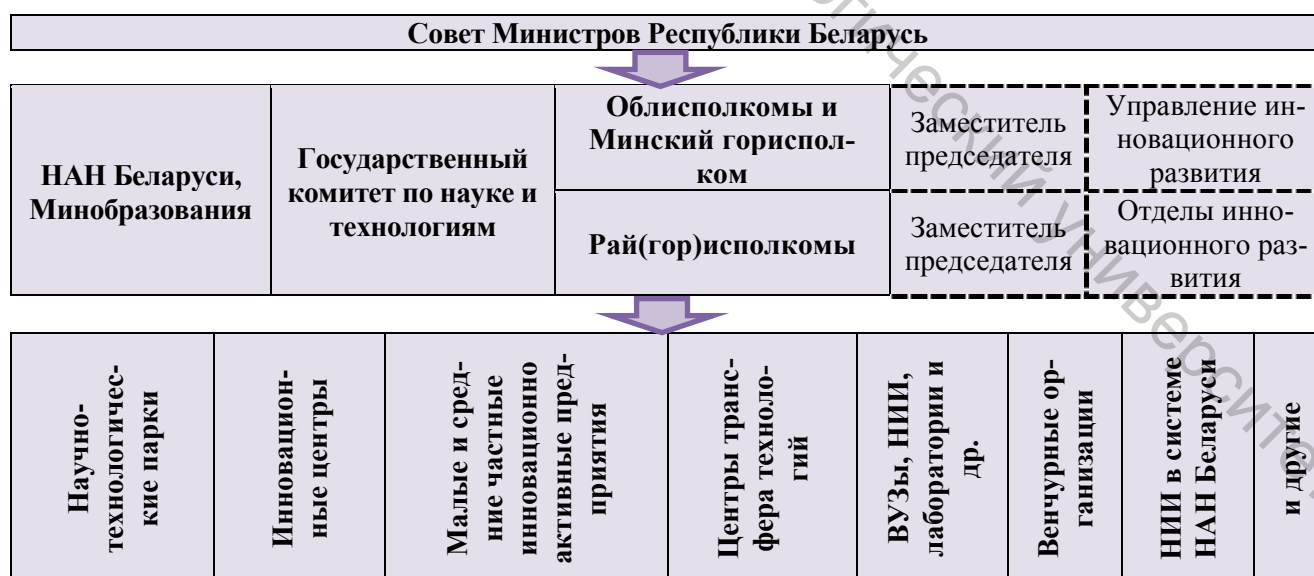 Совет Министров Республики Беларусь
НАН Беларуси,
Минобразования
Государственный
комитет по науке и
технологиям
Облисполкомы и
Минский гориспол-
ком
Заместитель
председателя
Управление ин-
новационного
развития
Рай(гор)исполкомы
Заместитель
председателя
Отделы инно-
вационного раз-
вития
Научно-
технологичес-
кие парки
Инновацион-
ные центры
Малые и сред-
ние частные
инновационно
активные пред-
приятия
Центры транс-
фера техноло-
гий
ВУЗы, НИИ,
лаборатории и
др.
Венчурные ор-
ганизации
НИИ в системе
НАН Беларуси
и другие
университе